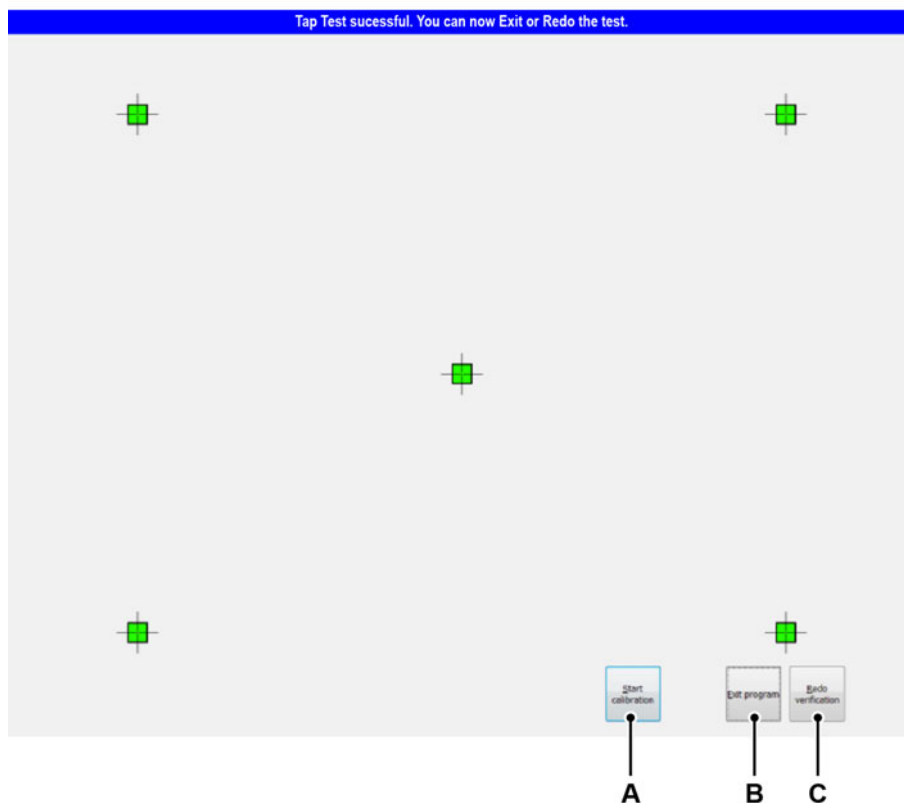 Tap Test sucessful. You can now Exit or Redo the test.
Start
calibration
Exit program
Redo
verification
A
B
C